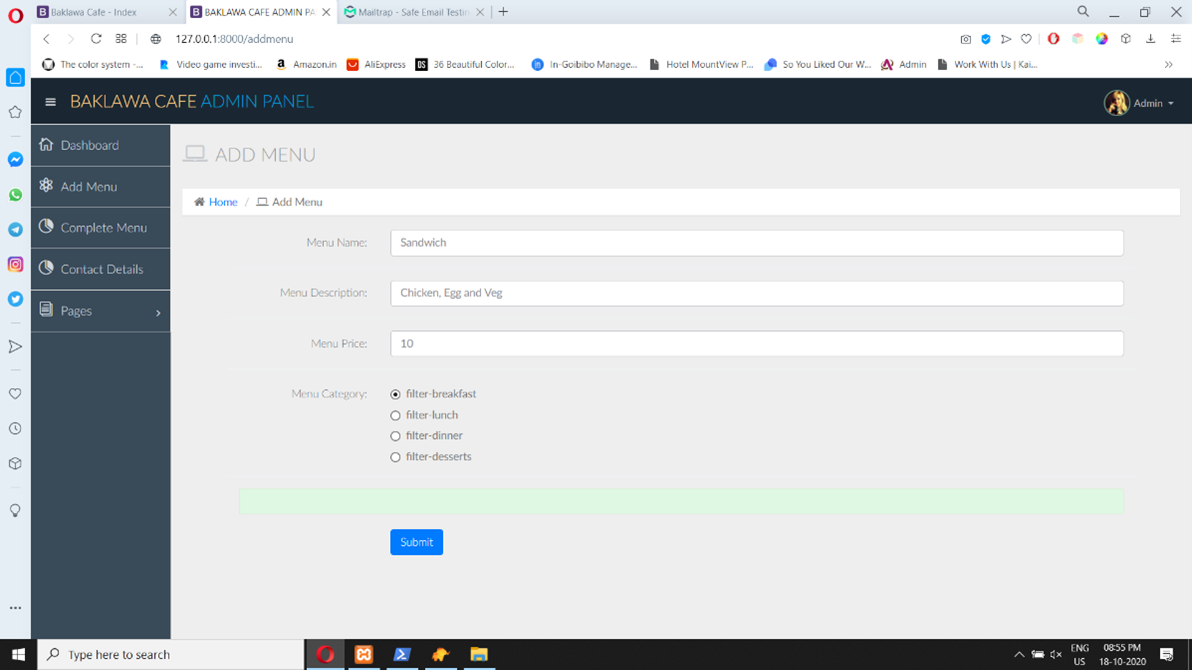 Baklawa Cafe - Index
BAKLAWA CAFE ADMIN PA
Mailtrap - Safe Email Testin
127.0.0.1:8000/addmenu
The color system -...
Video game investi...
Amazon.in
AliExpress
36 Beautiful Color...
In-Goibibo Manage...
Hotel MountView P...
So You Liked Our W...
Admin
Work With Us | Kai...
BAKLAWA CAFE ADMIN PANEL
Admin
Dashboard
Add Menu
Complete Menu
Contact Details
Pages
ADD MENU
Home / Add Menu
Menu Name: Sandwich
Menu Description: Chicken, Egg and Veg
Menu Price: 10
Menu Category: filter-breakfast
filter-lunch
filter-dinner
filter-desserts
Submit
Type here to search
ENG
US
08:55 PM
18-10-2020